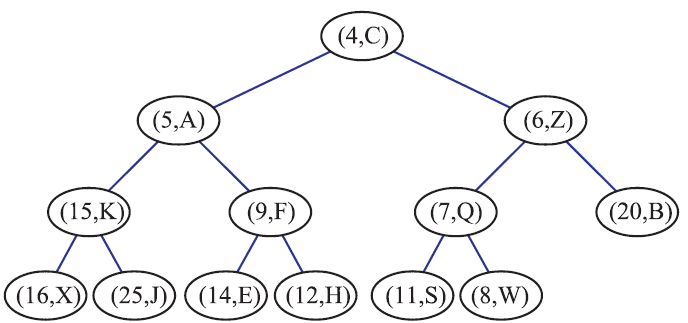 (4,C)
(5,A) (6,Z)
(15,K) (9,F) (7,Q) (20,B)
(16,X) (25,J) (14,E) (12,H) (11,S) (8,W)